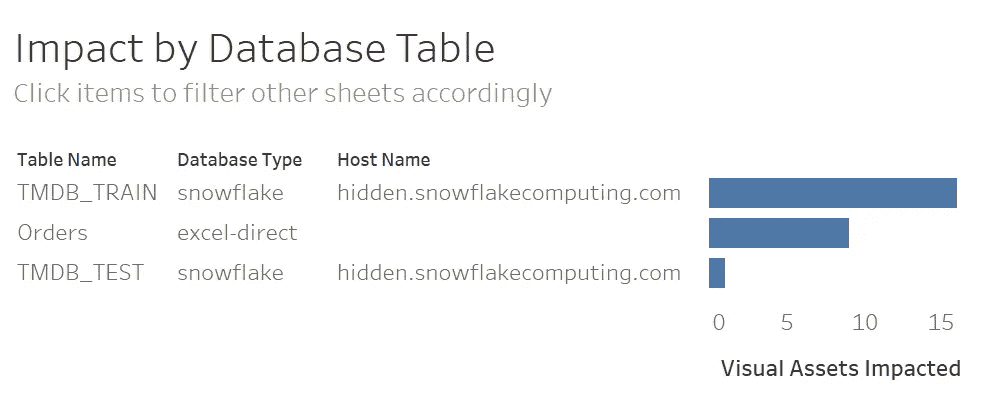 Impact by Database Table
Click items to filter other sheets accordingly
Table Name Database Type Host Name
TMDB_TRAIN snowflake hidden.snowflakecomputing.com
Orders excel-direct
TMDB_TEST snowflake hidden.snowflakecomputing.com
0 5 10 15
Visual Assets Impacted